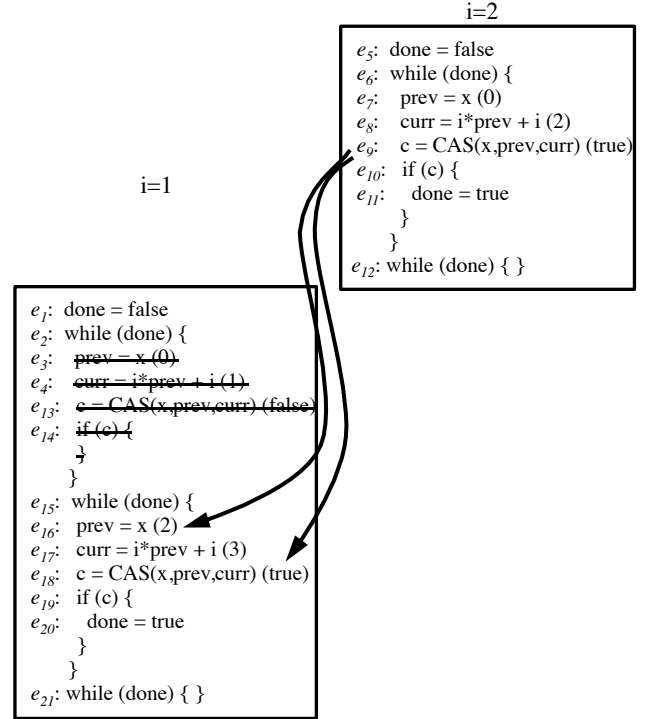 i=2
e5: done = false
e6: while (done) {
e7: prev = x (0)
e8: curr = i*prev + i (2)
e9: c = CAS(x,prev,curr) (true)
e10: if (c) {
e11: done = true
}
}
e12: while (done) { }
i=1
e1: done = false
e2: while (done) {
e3: prev = x (0)
e4: curr = i*prev + i (1)
e13: c = CAS(x,prev,curr) (false)
e14: if (c) {
}
}
e15: while (done) {
e16: prev = x (2)
e17: curr = i*prev + i (3)
e18: c = CAS(x,prev,curr) (true)
e19: if (c) {
e20: done = true
}
}
e21: while (done) { }